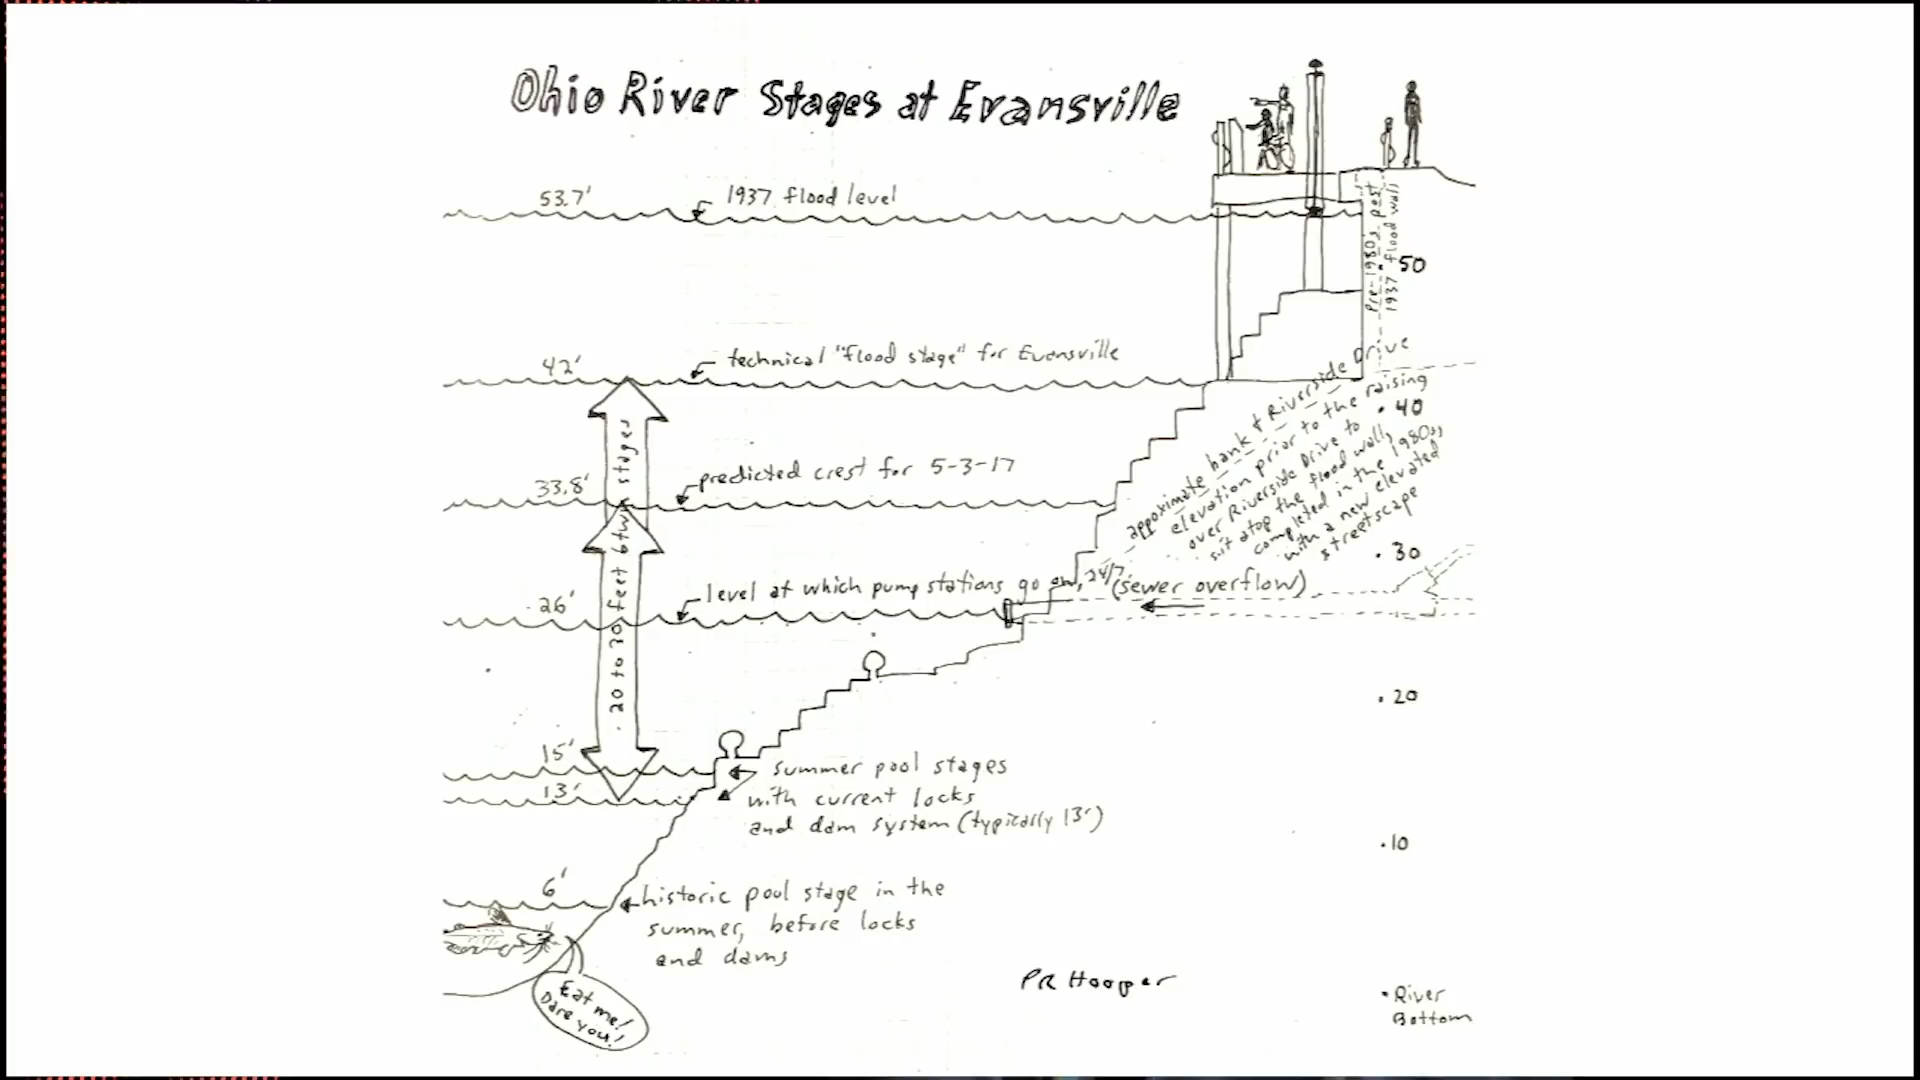 Ohio River Stages at Evansville
53.7'
1937 flood level
Pre-1980s post
1937 flood wall
50
42'
technical "flood stage" for Evansville
approximate bank & Riverside Drive
elevation prior to the raising
over Riverside Drive to
sit atop the flood wall,
completed in the 1980s,
with a new elevated
streetscape
40
33.8'
predicted crest for 5-3-17
20 to 30 feet btwn stages
30
26'
level at which pump stations go on, 24/7
(sewer overflow)
20
15'
13'
summer pool stages
with current locks
and dam system (typically 13')
10
6'
historic pool stage in the
summer, before locks
and dams
Eat me!
Dare you!
PR Hooper
River
Bottom